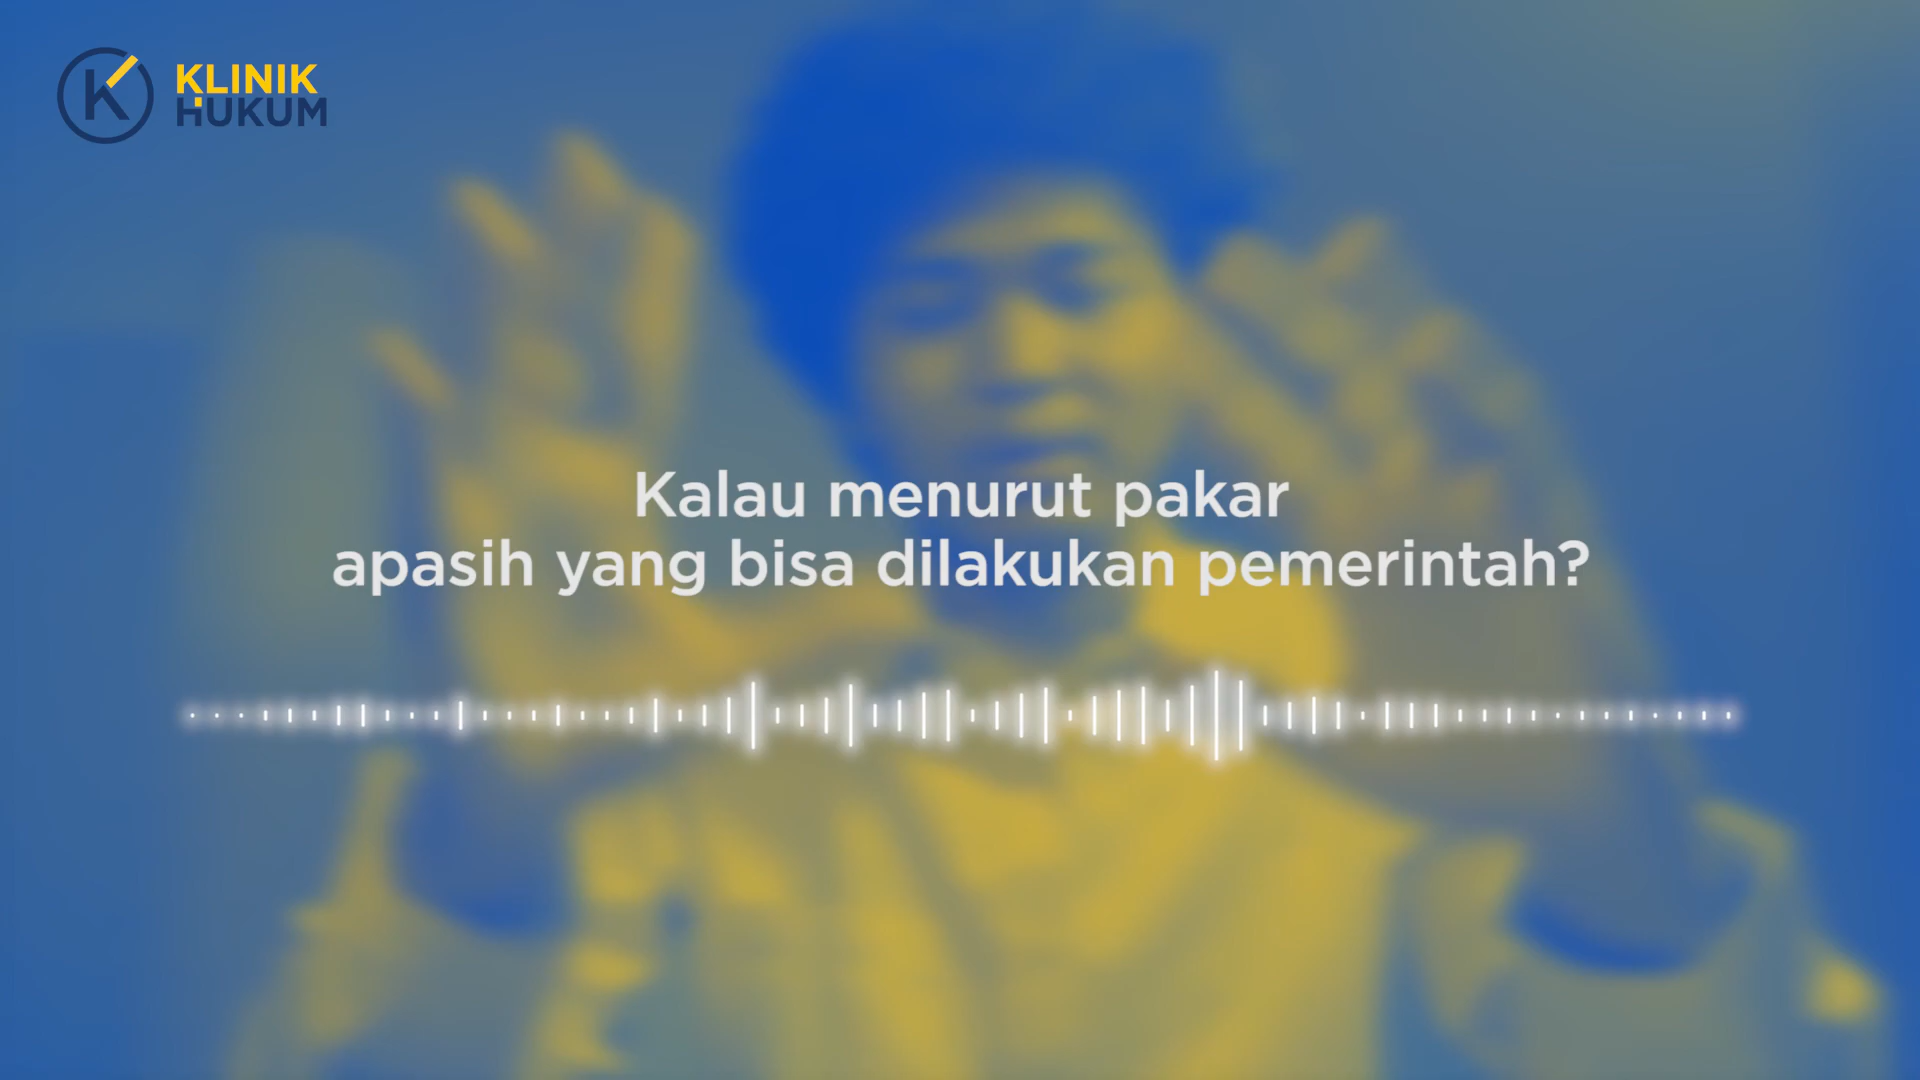 KLINIK
HUKUM
Kalau menurut pakar
apasih yang bisa dilakukan pemerintah?